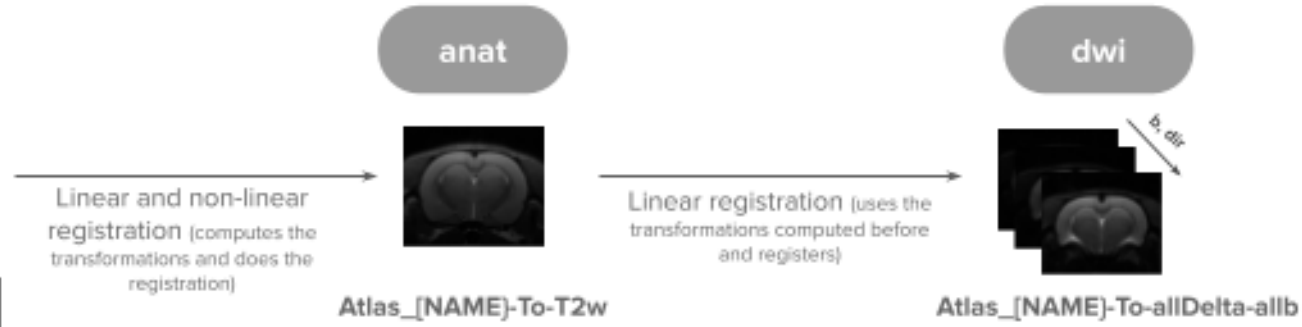 anat
dwi
b, dir
Linear and non-linear
registration (computes the
transformations and does the
registration)
Linear registration (uses the
transformations computed before
and registers)
Atlas_[NAME}-To-T2w
Atlas_[NAME}-To-allDelta-allb